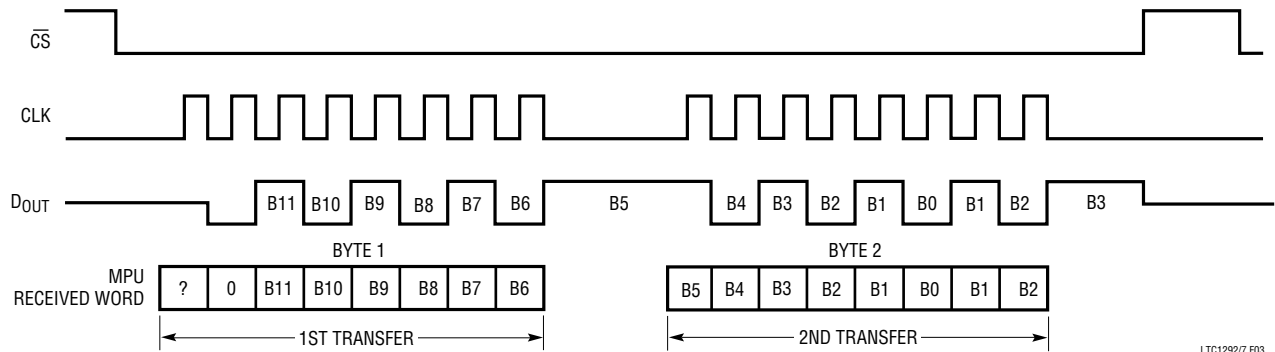 CS
CLK
DOUT B11 B10 B9 B8 B7 B6 B5 B4 B3 B2 B1 B0 B1 B2 B3
BYTE 1 BYTE 2
MPU
RECEIVED WORD
? 0 B11 B10 B9 B8 B7 B6 B5 B4 B3 B2 B1 B0 B1 B2
1ST TRANSFER 2ND TRANSFER
LTC1292/7 F03